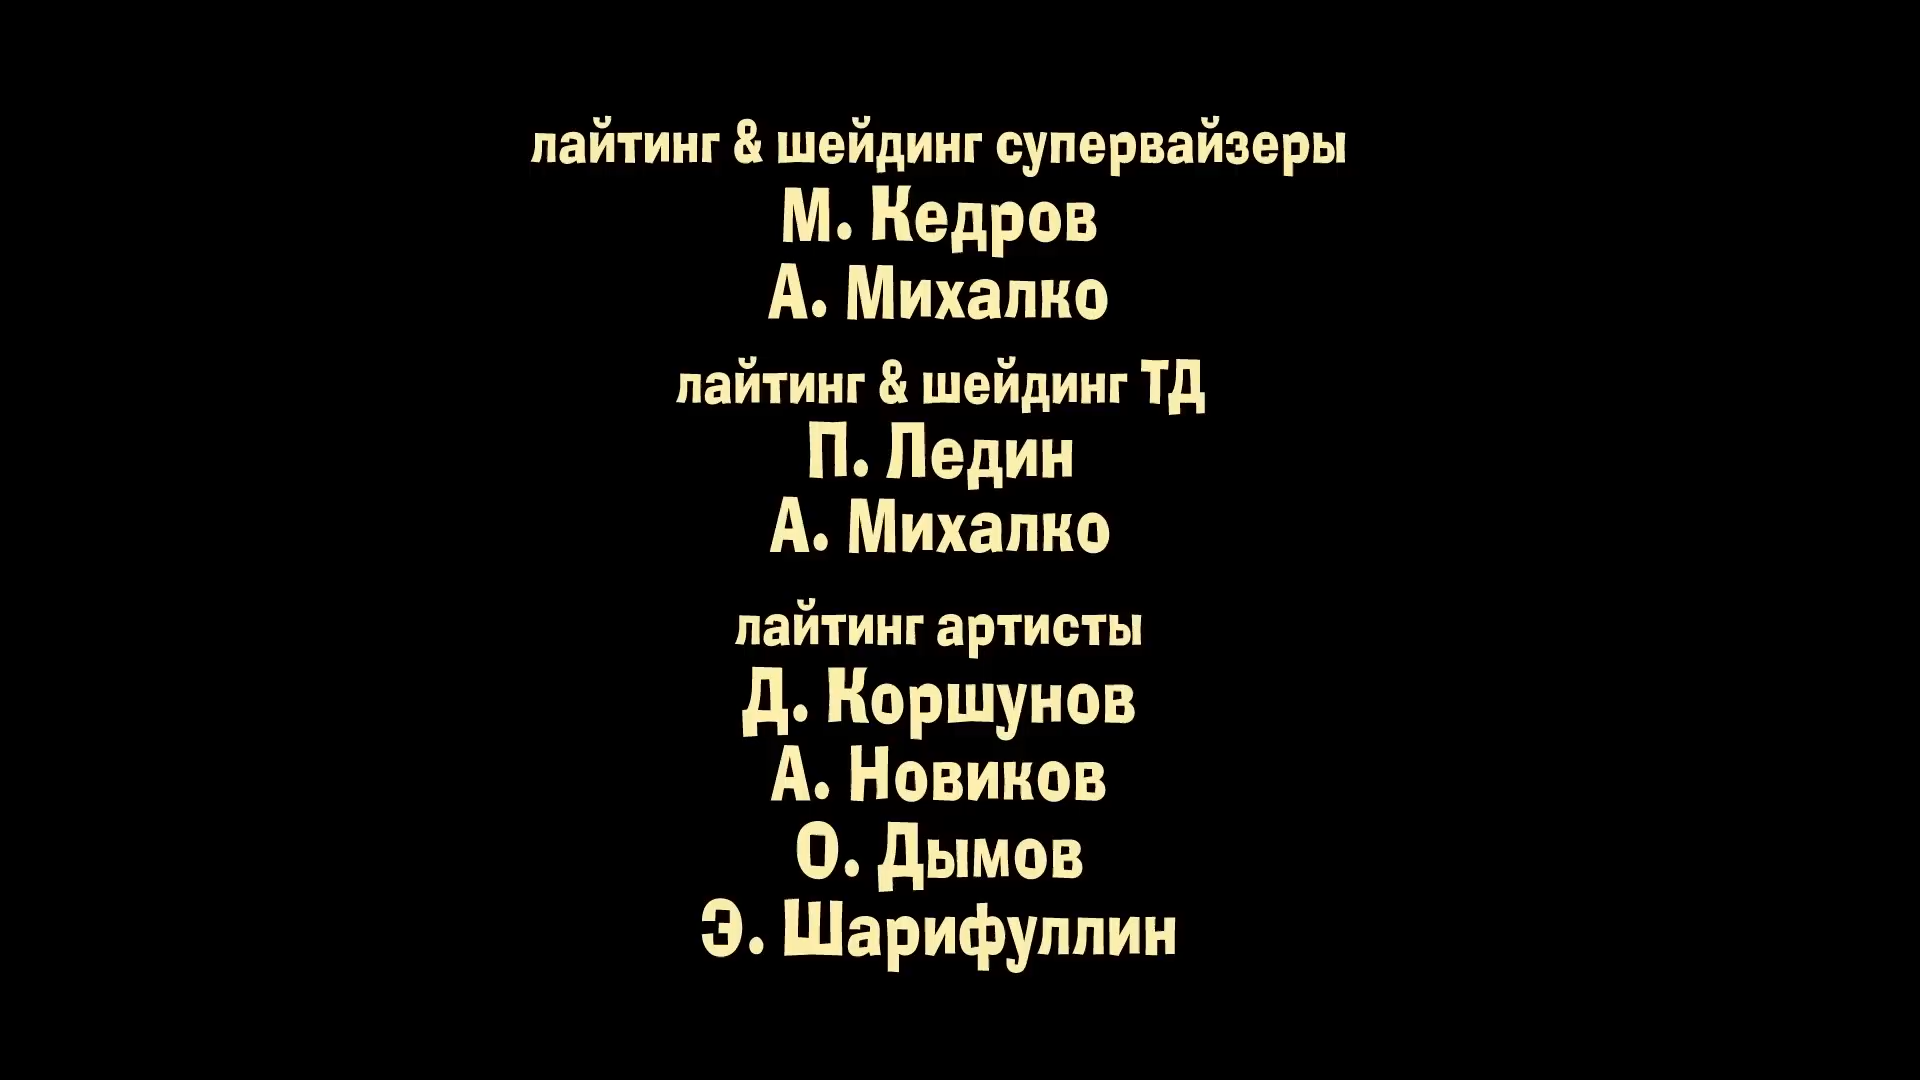 лайтинг & шейдинг супервайзеры
М. Кедров
А. Михалко
лайтинг & шейдинг ТД
П. Ледин
А. Михалко
лайтинг артисты
Д. Коршунов
А. Новиков
О. Дымов
Э. Шарифуллин